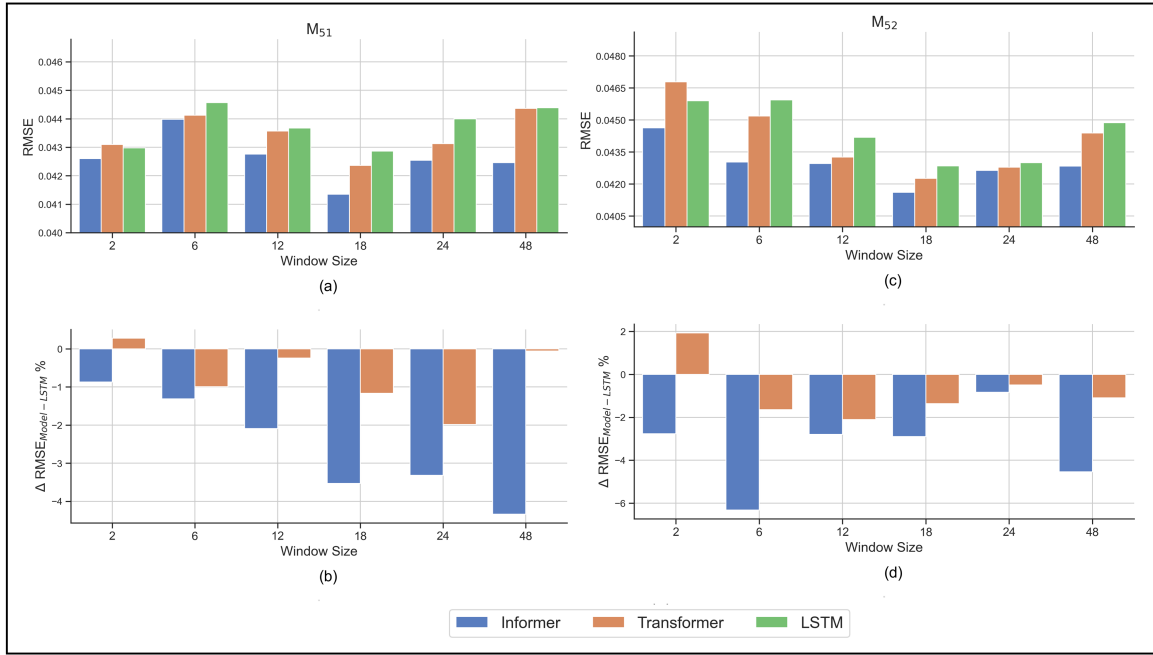 M51
RMSE
0.046
0.045
0.044
0.043
0.042
0.041
0.040
2 6 12 18 24 48
Window Size
(a)
Δ RMSE Model−LSTM %
0
−1
−2
−3
−4
2 6 12 18 24 48
Window Size
(b)
M52
RMSE
0.0480
0.0465
0.0450
0.0435
0.0420
0.0405
2 6 12 18 24 48
Window Size
(c)
Δ RMSE Model−LSTM %
2
0
−2
−4
−6
2 6 12 18 24 48
Window Size
(d)
Informer Transformer LSTM